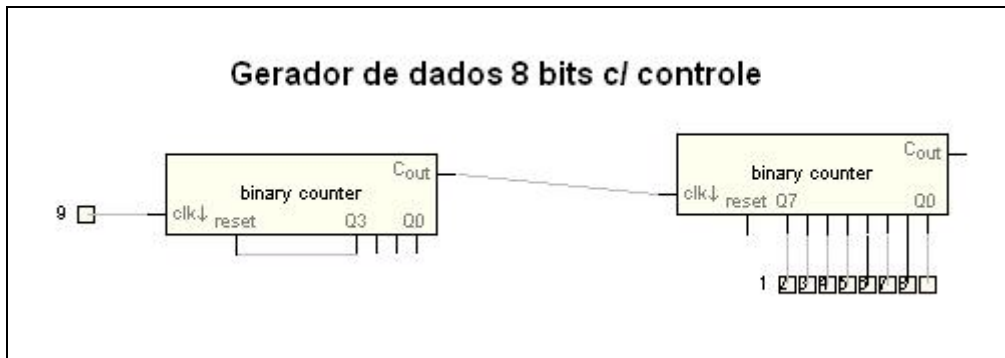 Gerador de dados 8 bits c/ controle
Cout
binary counter
9 clk↓ reset Q3 Q0
Cout
binary counter
clk↓ reset Q7 Q0
1 2 3 4 5 6 7 8